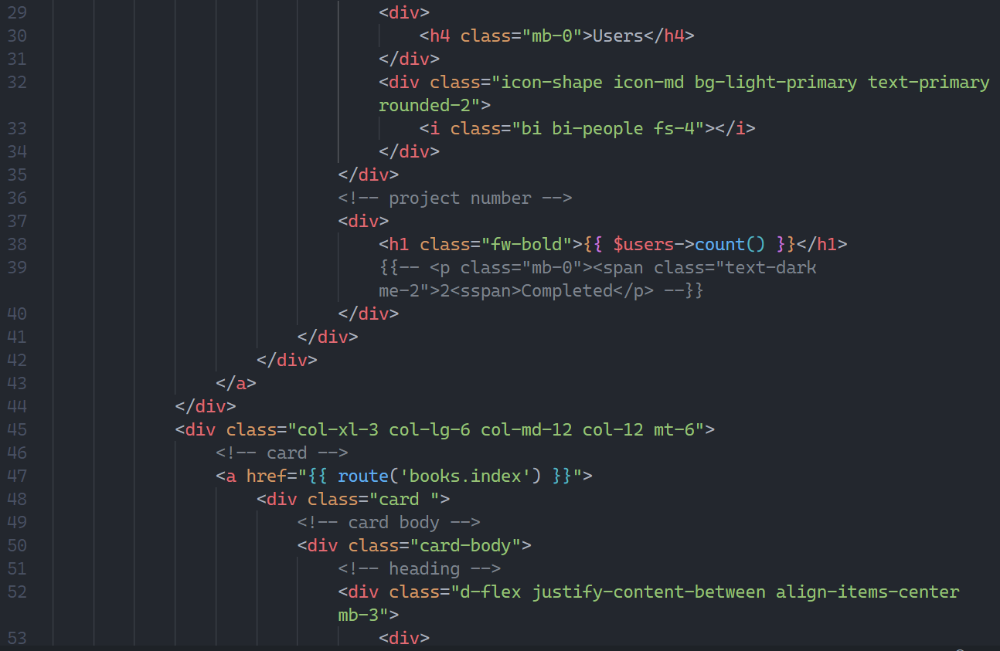 29 <div>
30 <h4 class="mb-0">Users</h4>
31 </div>
32 <div class="icon-shape icon-md bg-light-primary text-primary
rounded-2">
33 <i class="bi bi-people fs-4"></i>
34 </div>
35 </div>
36 <!-- project number -->
37 <div>
38 <h1 class="fw-bold">{{ $users->count() }}</h1>
39 {{-- <p class="mb-0"><span class="text-dark
me-2">2<sspan>Completed</p> --}}
40 </div>
41 </div>
42 </div>
43 </a>
44 </div>
45 <div class="col-xl-3 col-lg-6 col-md-12 col-12 mt-6">
46 <!-- card -->
47 <a href="{{ route('books.index') }}">
48 <div class="card ">
49 <!-- card body -->
50 <div class="card-body">
51 <!-- heading -->
52 <div class="d-flex justify-content-between align-items-center
mb-3">
53 <div>